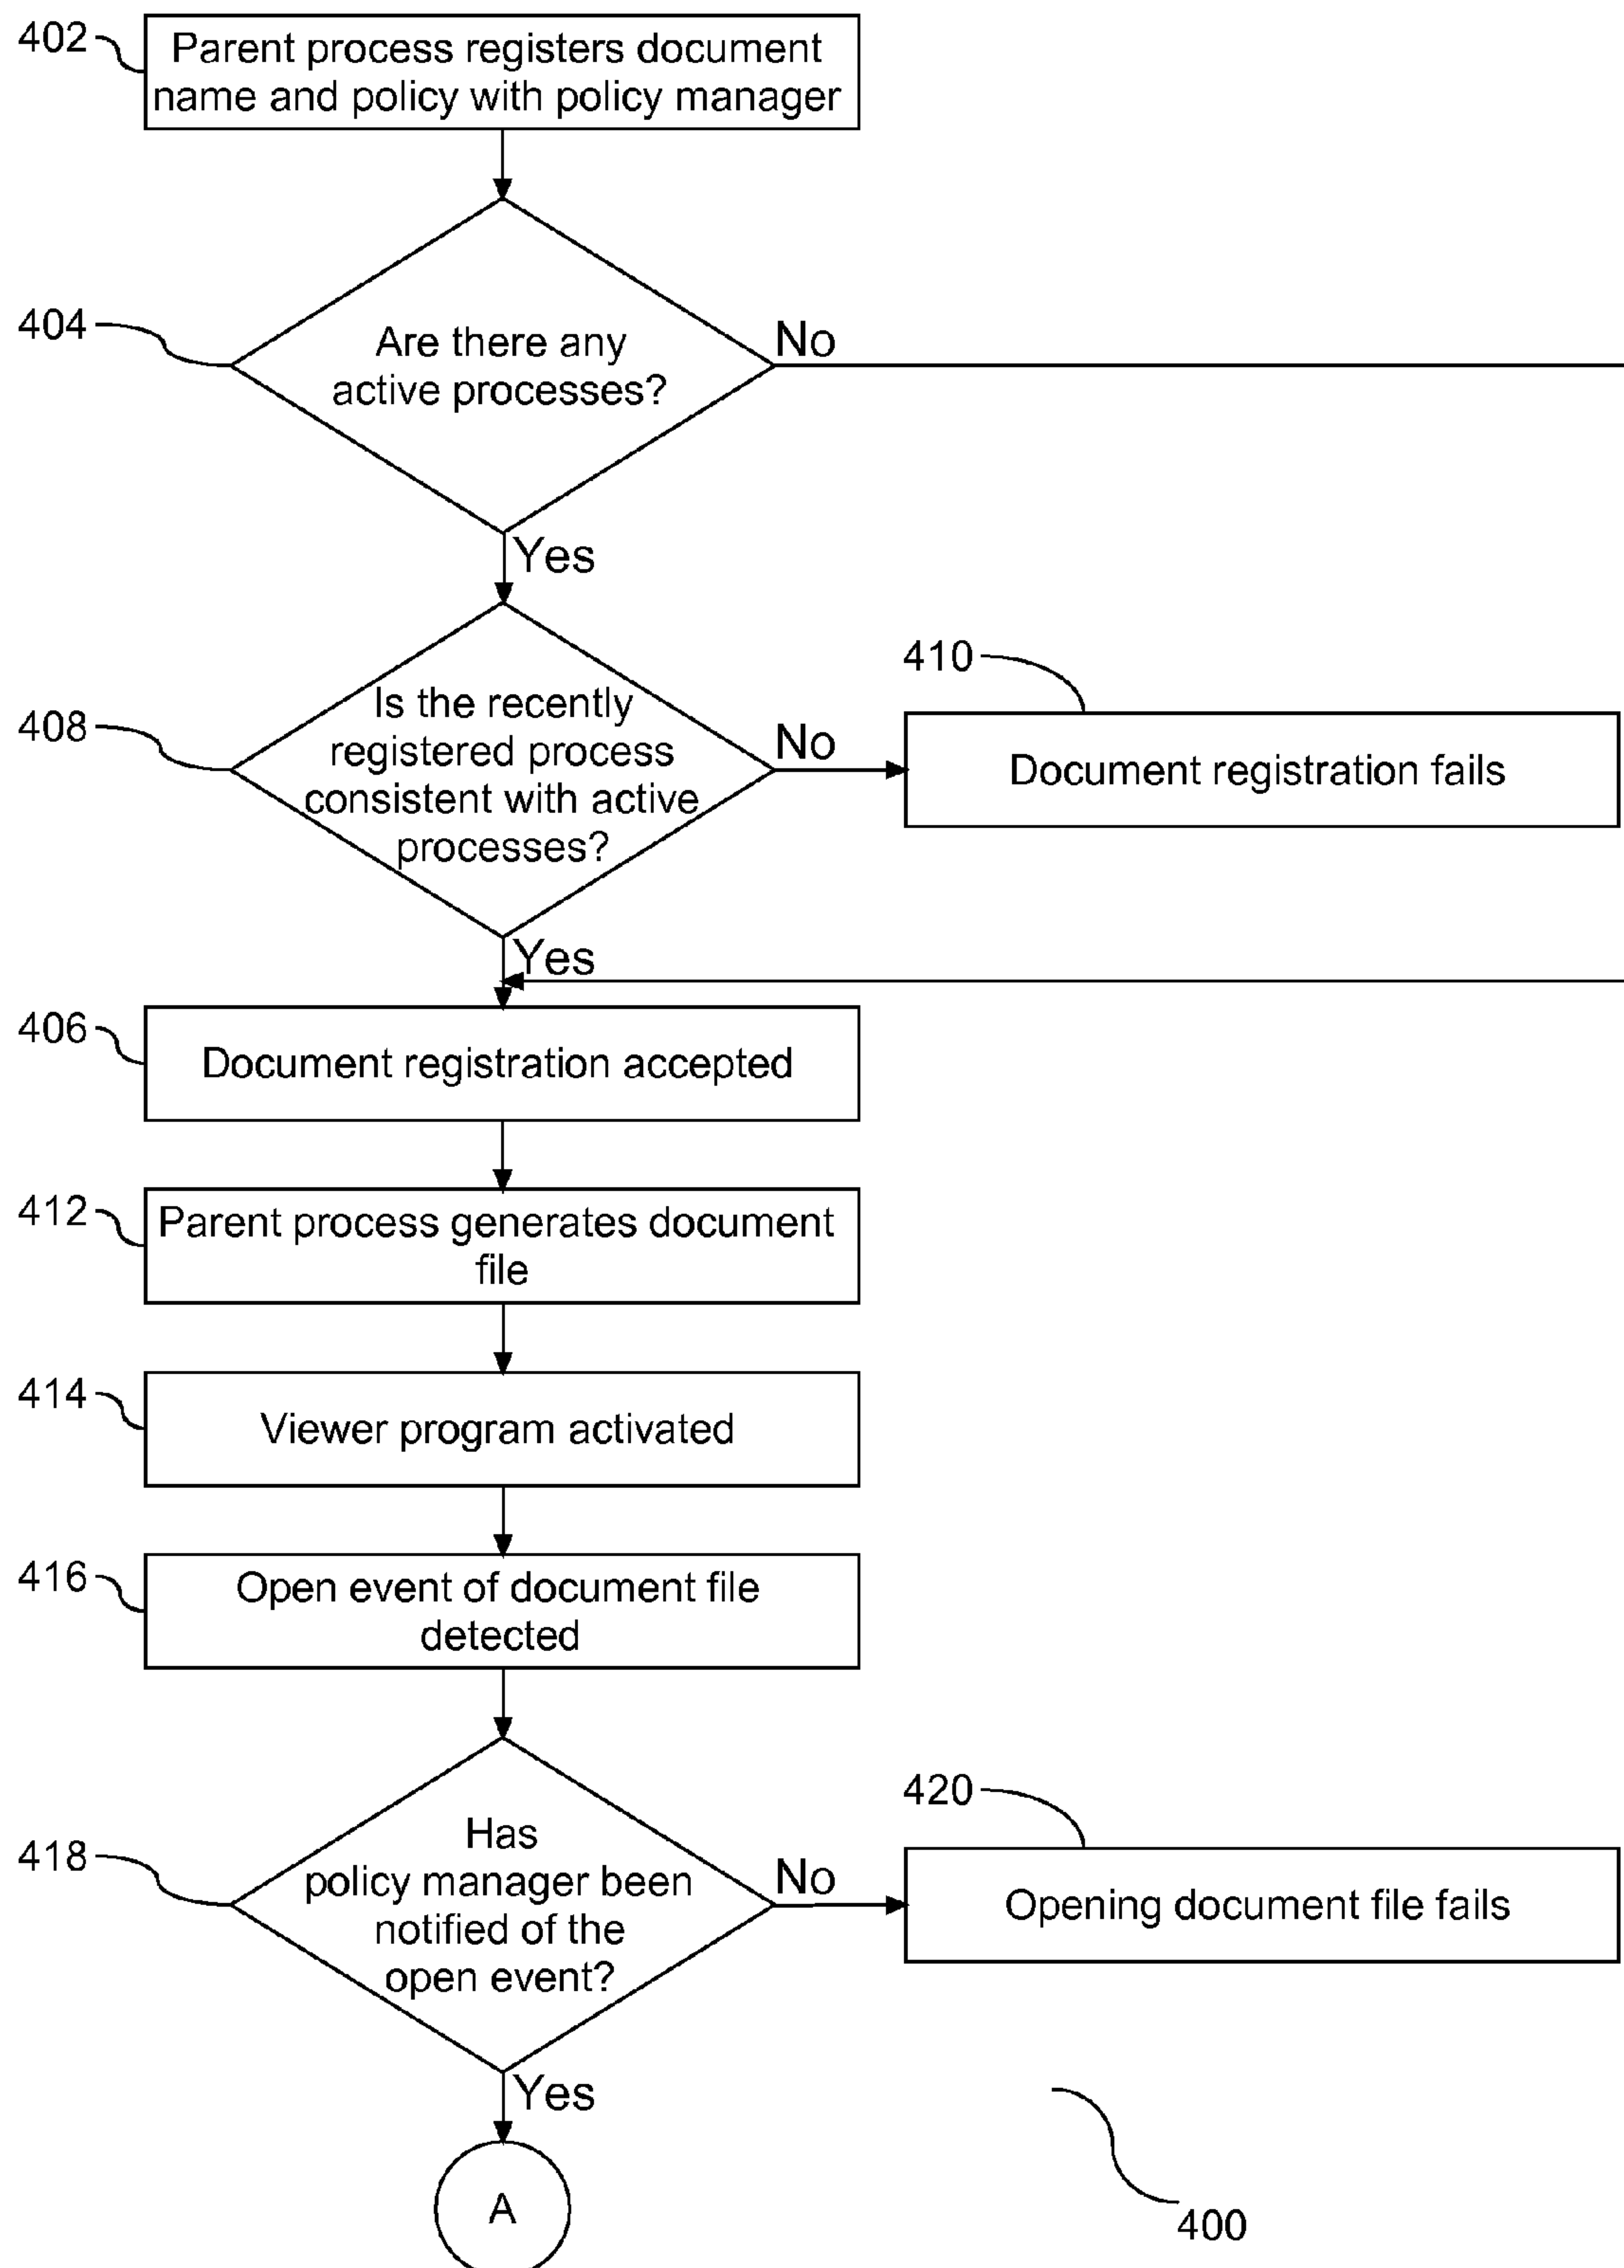 402
Parent process registers document
name and policy with policy manager
404
Are there any
active processes?
No
Yes
408
Is the recently
registered process
consistent with active
processes?
No
410
Document registration fails
Yes
406
Document registration accepted
412
Parent process generates document
file
414
Viewer program activated
416
Open event of document file
detected
418
Has
policy manager been
notified of the
open event?
No
420
Opening document file fails
Yes
A
400